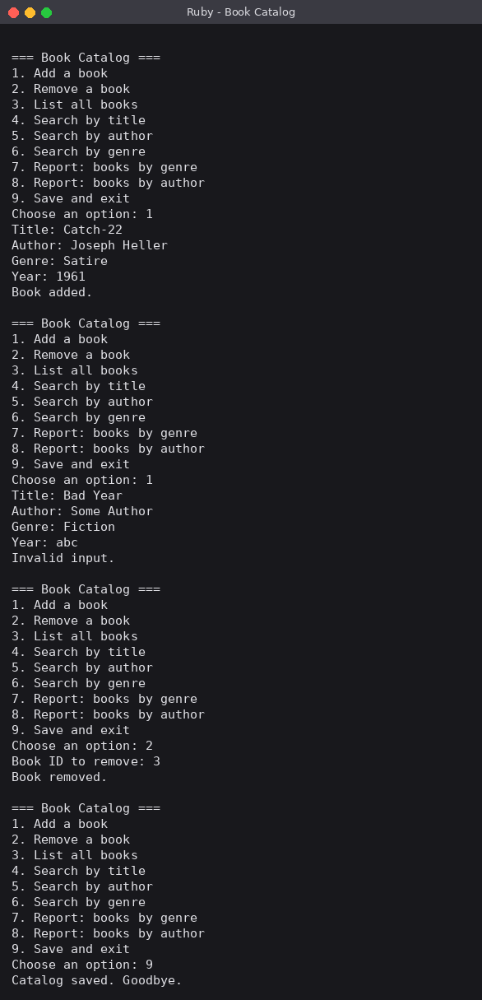 Ruby - Book Catalog
=== Book Catalog ===
1. Add a book
2. Remove a book
3. List all books
4. Search by title
5. Search by author
6. Search by genre
7. Report: books by genre
8. Report: books by author
9. Save and exit
Choose an option: 1
Title: Catch-22
Author: Joseph Heller
Genre: Satire
Year: 1961
Book added.
=== Book Catalog ===
1. Add a book
2. Remove a book
3. List all books
4. Search by title
5. Search by author
6. Search by genre
7. Report: books by genre
8. Report: books by author
9. Save and exit
Choose an option: 1
Title: Bad Year
Author: Some Author
Genre: Fiction
Year: abc
Invalid input.
=== Book Catalog ===
1. Add a book
2. Remove a book
3. List all books
4. Search by title
5. Search by author
6. Search by genre
7. Report: books by genre
8. Report: books by author
9. Save and exit
Choose an option: 2
Book ID to remove: 3
Book removed.
=== Book Catalog ===
1. Add a book
2. Remove a book
3. List all books
4. Search by title
5. Search by author
6. Search by genre
7. Report: books by genre
8. Report: books by author
9. Save and exit
Choose an option: 9
Catalog saved. Goodbye.